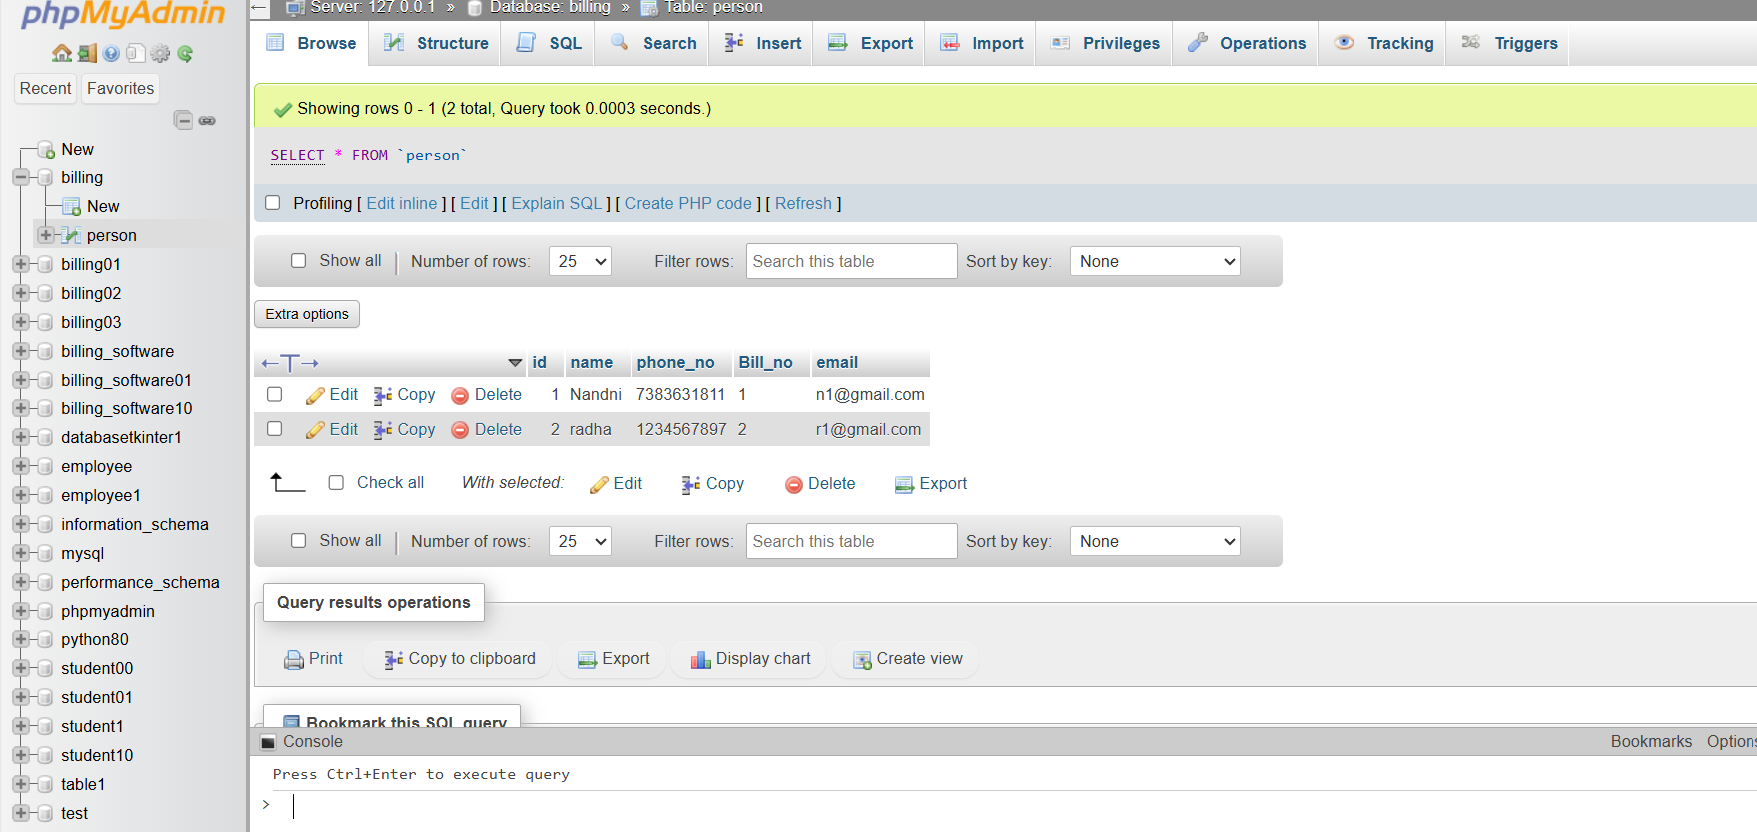 phpMyAdmin
Recent Favorites
New
billing
New
person
billing01
billing02
billing03
billing_software
billing_software01
billing_software10
databasetkinter1
employee
employee1
information_schema
mysql
performance_schema
phpmyadmin
python80
student00
student01
student1
student10
table1
test
Server: 127.0.0.1 » Database: billing » Table: person
Browse Structure SQL Search Insert Export Import Privileges Operations Tracking Triggers
Showing rows 0 - 1 (2 total, Query took 0.0003 seconds.)
SELECT * FROM `person`
Profiling [ Edit inline ] [ Edit ] [ Explain SQL ] [ Create PHP code ] [ Refresh ]
Show all | Number of rows: 25 Filter rows: Search this table Sort by key: None
Extra options
←T→ id name phone_no Bill_no email
Edit Copy Delete 1 Nandni 7383631811 1 n1@gmail.com
Edit Copy Delete 2 radha 1234567897 2 r1@gmail.com
Check all With selected: Edit Copy Delete Export
Show all | Number of rows: 25 Filter rows: Search this table Sort by key: None
Query results operations
Print Copy to clipboard Export Display chart Create view
Bookmark this SQL query
Console Bookmarks Options
Press Ctrl+Enter to execute query
>